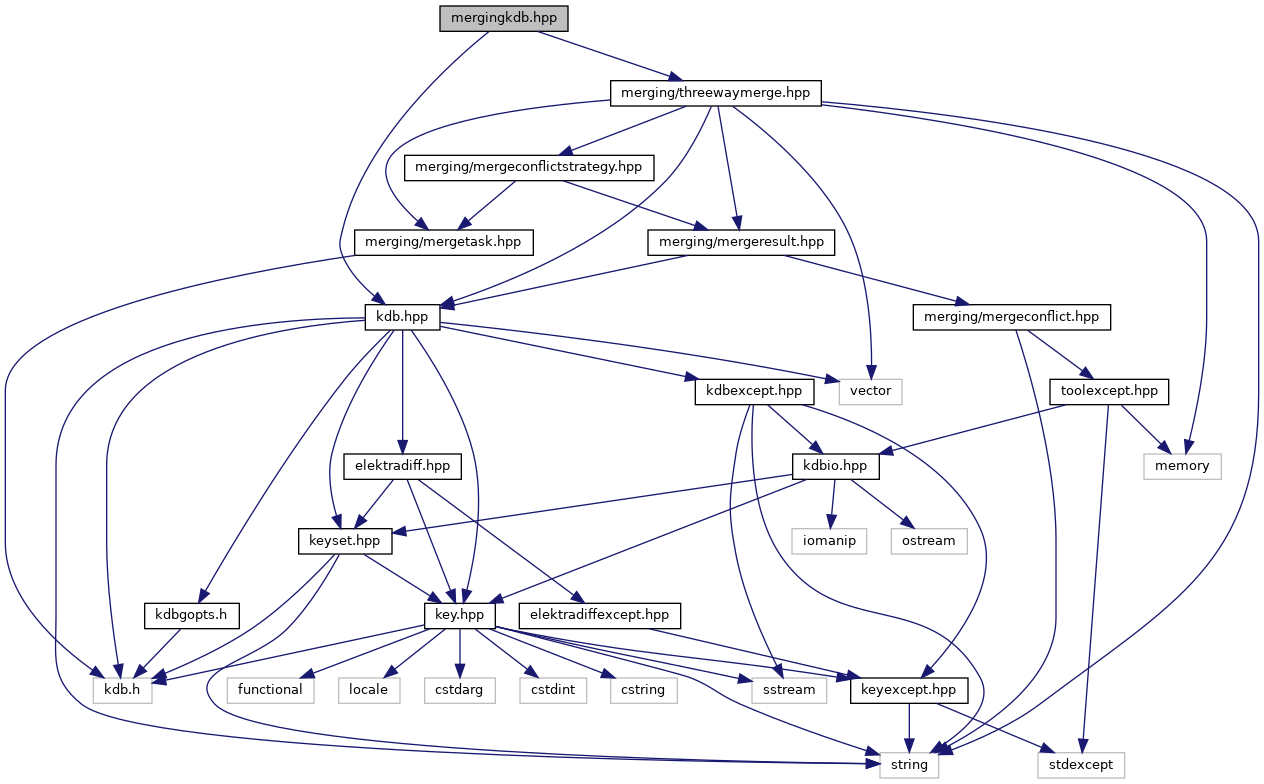 mergingkdb.hpp
merging/threewaymerge.hpp
merging/mergeconflictstrategy.hpp
merging/mergetask.hpp
merging/mergeresult.hpp
kdb.hpp
merging/mergeconflict.hpp
kdbexcept.hpp
vector
toolexcept.hpp
elektradiff.hpp
kdbio.hpp
memory
keyset.hpp
iomanip
ostream
kdbgopts.h
key.hpp
elektradiffexcept.hpp
kdb.h
functional
locale
cstdarg
cstdint
cstring
sstream
keyexcept.hpp
string
stdexcept